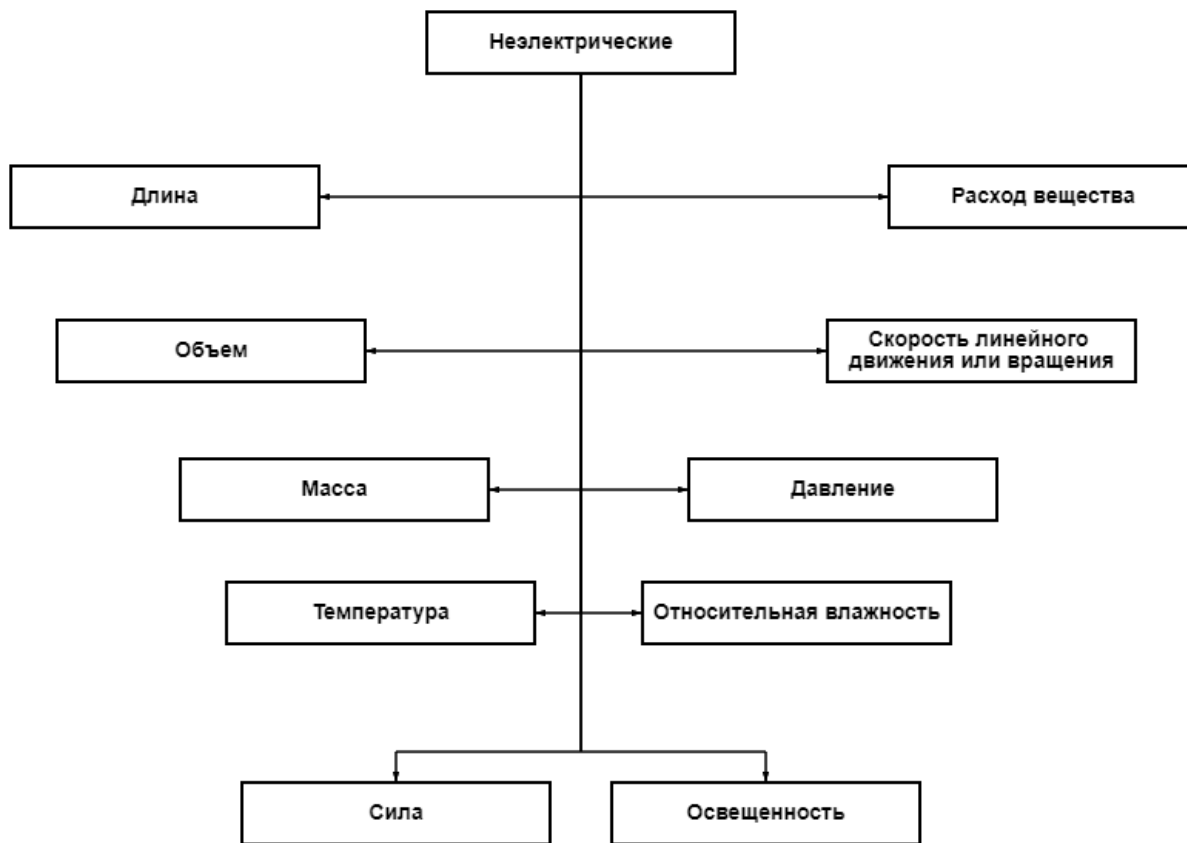 Неэлектрические
Длина
Расход вещества
Объем
Скорость линейного
движения или вращения
Масса
Давление
Температура
Относительная влажность
Сила
Освещенность